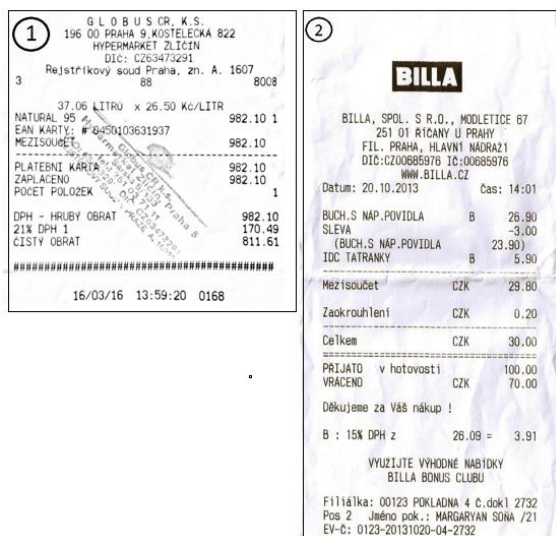 1
G L O B U S ČR, K.S.
196 00 PRAHA 9,KOSTELECKÁ 822
HYPERMARKET ZLIČÍN
DIČ: CZ63473291
Rejstříkový soud Praha, zn. A. 1607
3 88 8008
37.06 LITRŮ x 26.50 Kč/LITR
NATURAL 95 982.10 1
EAN KARTY: # 0450103631937
MEZISOUČET 982.10
PLATEBNÍ KARTA 982.10
ZAPLACENO 982.10
POČET POLOŽEK 1
DPH - HRUBÝ OBRAT 982.10
21% DPH 1 170.49
ČISTÝ OBRAT 811.61
16/03/16 13:59:20 0168
2
BILLA
BILLA, SPOL. S R.O., MODLETICE 67
251 01 ŘÍČANY U PRAHY
FIL. PRAHA, HLAVNÍ NÁDRAŽÍ
DIČ:CZ00685976 IČ:00685976
WWW.BILLA.CZ
Datum: 20.10.2013 Čas: 14:01
BUCH.S NÁP.POVIDLA B 26.90
SLEVA -3.00
(BUCH.S NÁP.POVIDLA 23.90)
IDC TATRANKY B 5.90
Mezisoučet CZK 29.80
Zaokrouhlení CZK 0.20
Celkem CZK 30.00
PŘIJATO v hotovosti 100.00
VRÁCENO CZK 70.00
Děkujeme za Váš nákup !
B : 15% DPH z 26.09 = 3.91
VYUŽIJTE VÝHODNÉ NABÍDKY
BILLA BONUS CLUBU
Filiálka: 00123 POKLADNA 4 č.dokl 2732
Pos 2 Jméno pok.: MARGARYAN SOŇA /21
EV-Č: 0123-20131020-04-2732